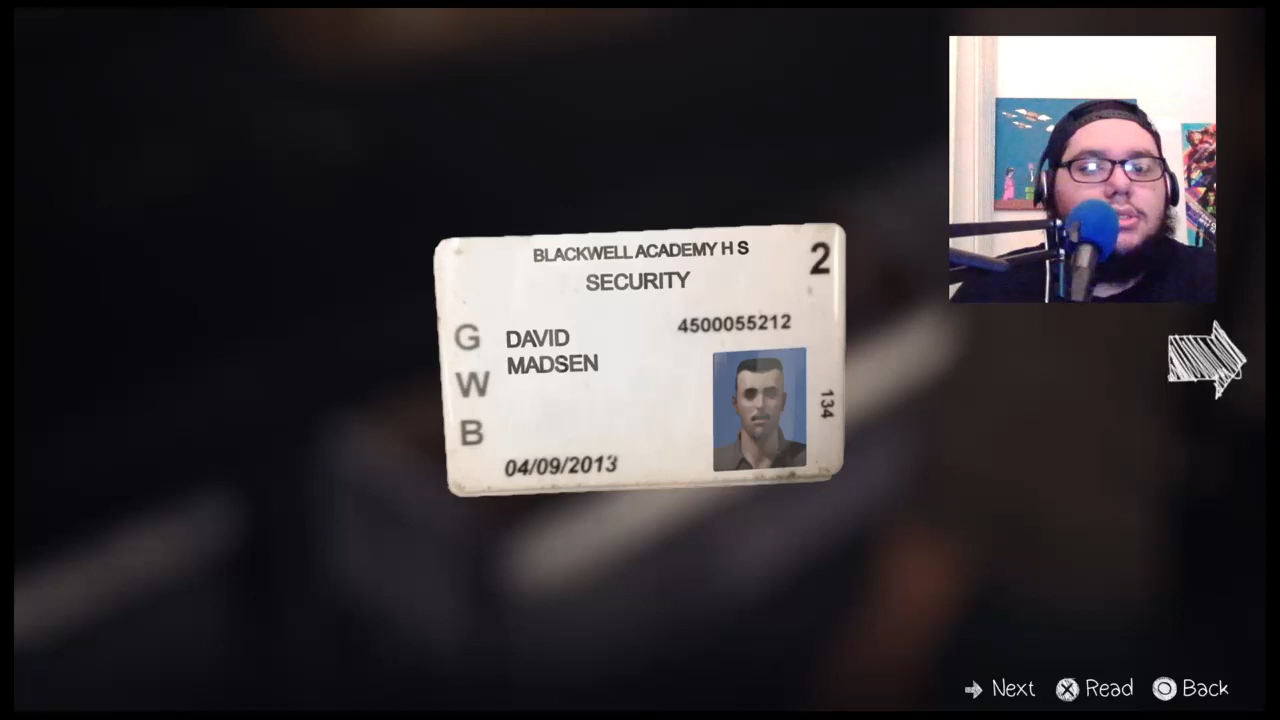 BLACKWELL ACADEMY H S
2
SECURITY
4500055212
G
DAVID
W
MADSEN
B
134
04/09/2013
Next
Read
Back